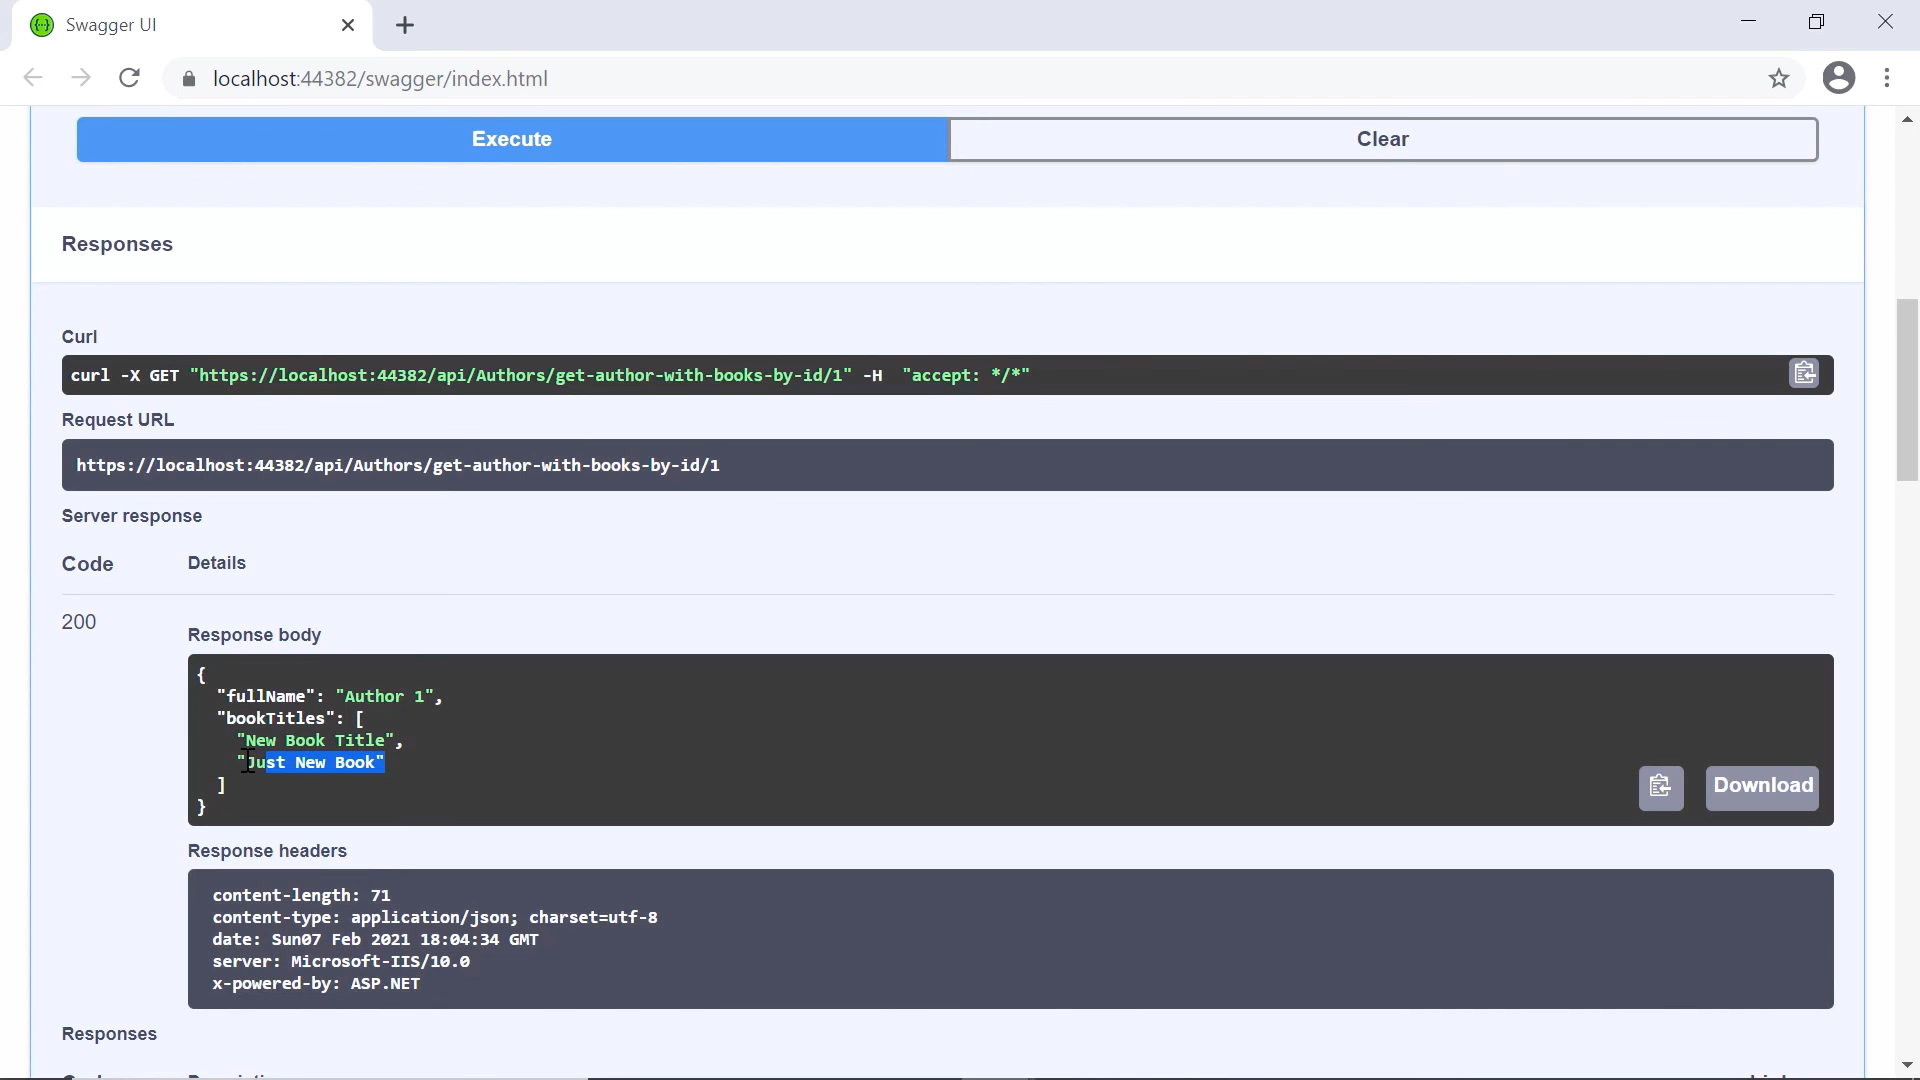 Swagger UI
localhost:44382/swagger/index.html
Execute
Clear
Responses
Curl
curl -X GET "https://localhost:44382/api/Authors/get-author-with-books-by-id/1" -H  "accept: */*"
Request URL
https://localhost:44382/api/Authors/get-author-with-books-by-id/1
Server response
Code
Details
200
Response body
{
"fullName": "Author 1",
"bookTitles": [
"New Book Title",
"Just New Book"
]
}
Download
Response headers
content-length: 71
content-type: application/json; charset=utf-8
date: Sun07 Feb 2021 18:04:34 GMT
server: Microsoft-IIS/10.0
x-powered-by: ASP.NET
Responses